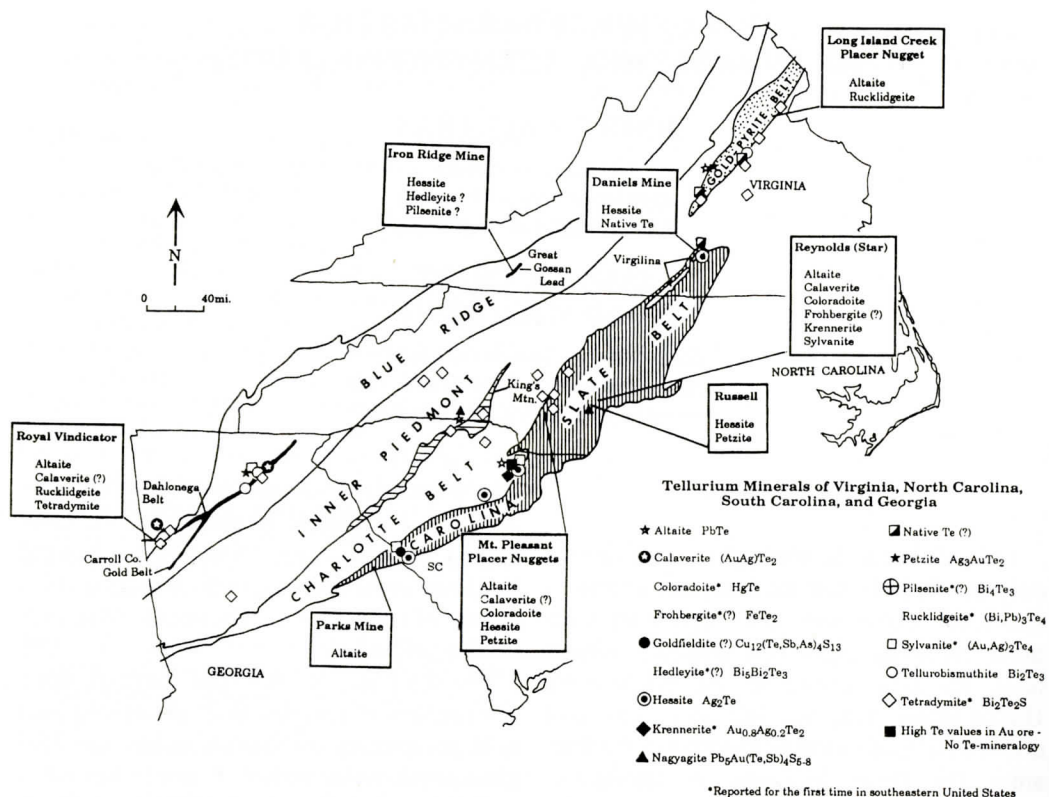 Long Island Creek
Placer Nugget
Altaite
Rucklidgeite
Iron Ridge Mine
Hessite
Hedleyite ?
Pilsenite ?
Daniels Mine
Hessite
Native Te
GOLD PYRITE BELT
VIRGINIA
N
0 40mi.
Great
Gossan
Lead
Virgilina
Reynolds (Star)
Altaite
Calaverite
Coloradoite
Frohbergite (?)
Krennerite
Sylvanite
BLUE RIDGE
NORTH CAROLINA
King's
Mtn.
Russell
Hessite
Petzite
Royal Vindicator
Altaite
Calaverite (?)
Rucklidgeite
Tetradymite
Dahlonega
Belt
INNER PIEDMONT
CHARLOTTE BELT
CAROLINA SLATE BELT
Carroll Co.
Gold Belt
SC
Mt. Pleasant
Placer Nuggets
Altaite
Calaverite (?)
Coloradoite
Hessite
Petzite
Parks Mine
Altaite
GEORGIA
Tellurium Minerals of Virginia, North Carolina,
South Carolina, and Georgia
Altaite PbTe
Calaverite (AuAg)Te2
Coloradoite* HgTe
Frohbergite*(?) FeTe2
Goldfieldite (?) Cu12(Te,Sb,As)4S13
Hedleyite*(?) Bi5Bi2Te3
Hessite Ag2Te
Krennerite* Au0.8Ag0.2Te2
Nagyagite Pb5Au(Te,Sb)4S5-8
Native Te (?)
Petzite Ag3AuTe2
Pilsenite*(?) Bi4Te3
Rucklidgeite* (Bi,Pb)3Te4
Sylvanite* (Au,Ag)2Te4
Tellurobismuthite Bi2Te3
Tetradymite* Bi2Te2S
High Te values in Au ore -
No Te-mineralogy
*Reported for the first time in southeastern United States